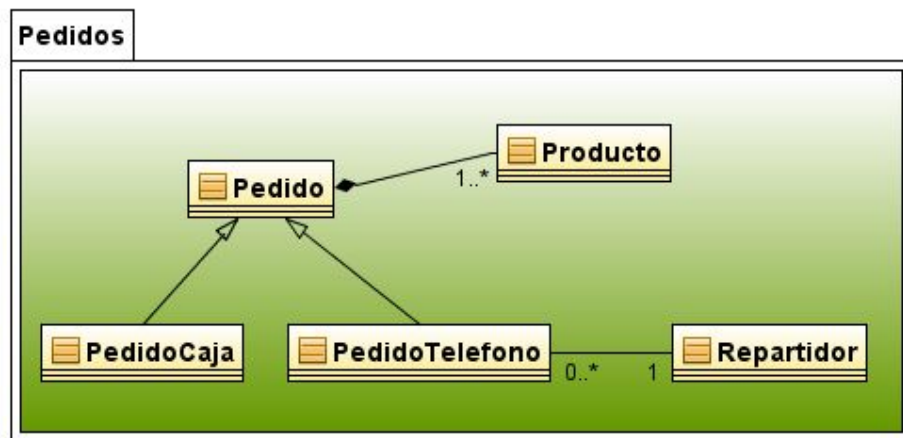 Pedidos
Producto
1..*
Pedido
PedidoCaja
PedidoTelefono
0..*
1
Repartidor